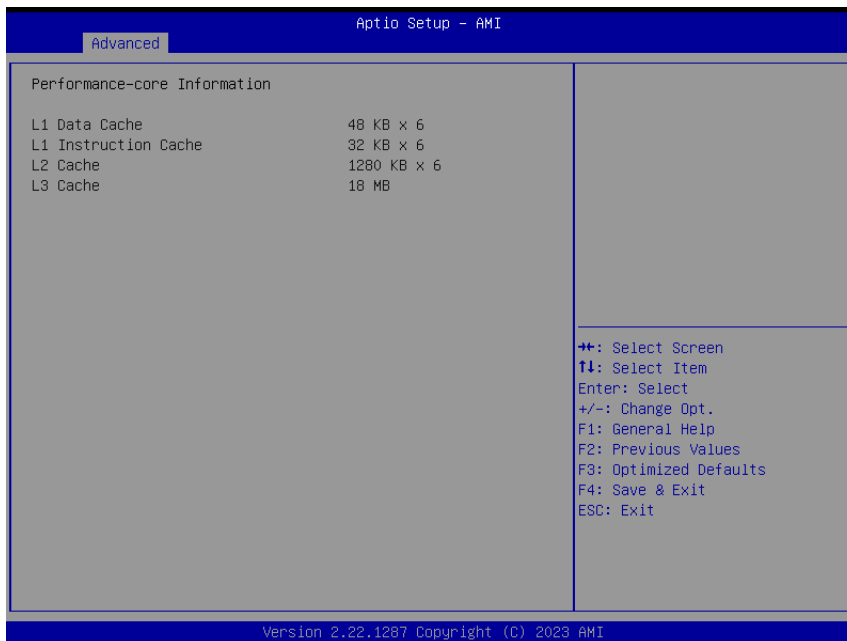 Aptio Setup – AMI
Advanced
Performance-core Information
L1 Data Cache 48 KB x 6
L1 Instruction Cache 32 KB x 6
L2 Cache 1280 KB x 6
L3 Cache 18 MB
→←: Select Screen
↑↓: Select Item
Enter: Select
+/-: Change Opt.
F1: General Help
F2: Previous Values
F3: Optimized Defaults
F4: Save & Exit
ESC: Exit
Version 2.22.1287 Copyright (C) 2023 AMI